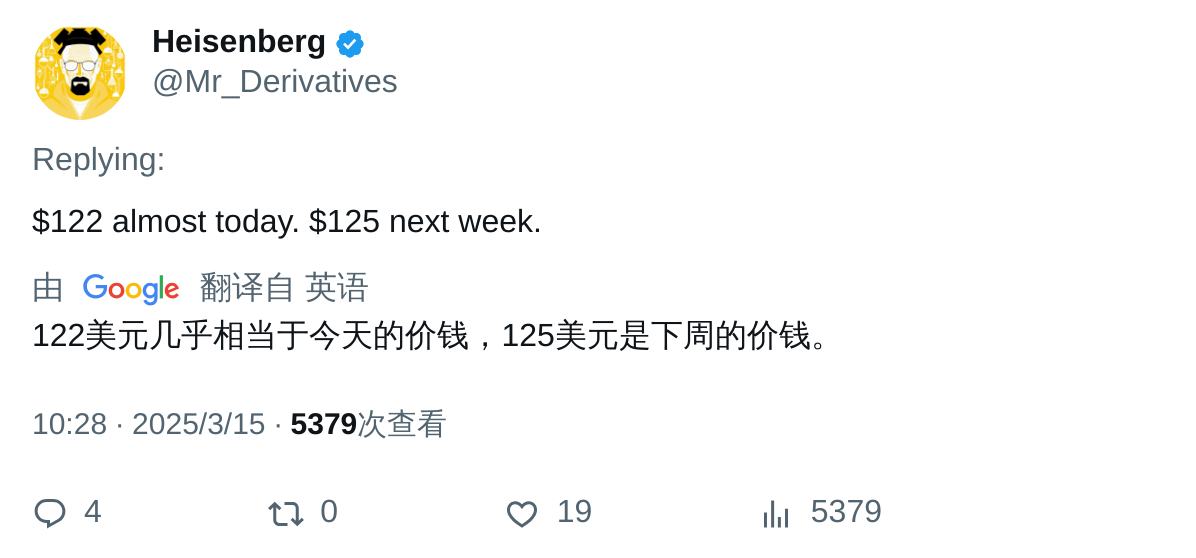 Heisenberg
@Mr_Derivatives
Replying:
$122 almost today. $125 next week.
由 Google 翻译自 英语
122美元几乎相当于今天的价钱，125美元是下周的价钱。
10:28 · 2025/3/15 · 5379次查看
4 0 19 5379